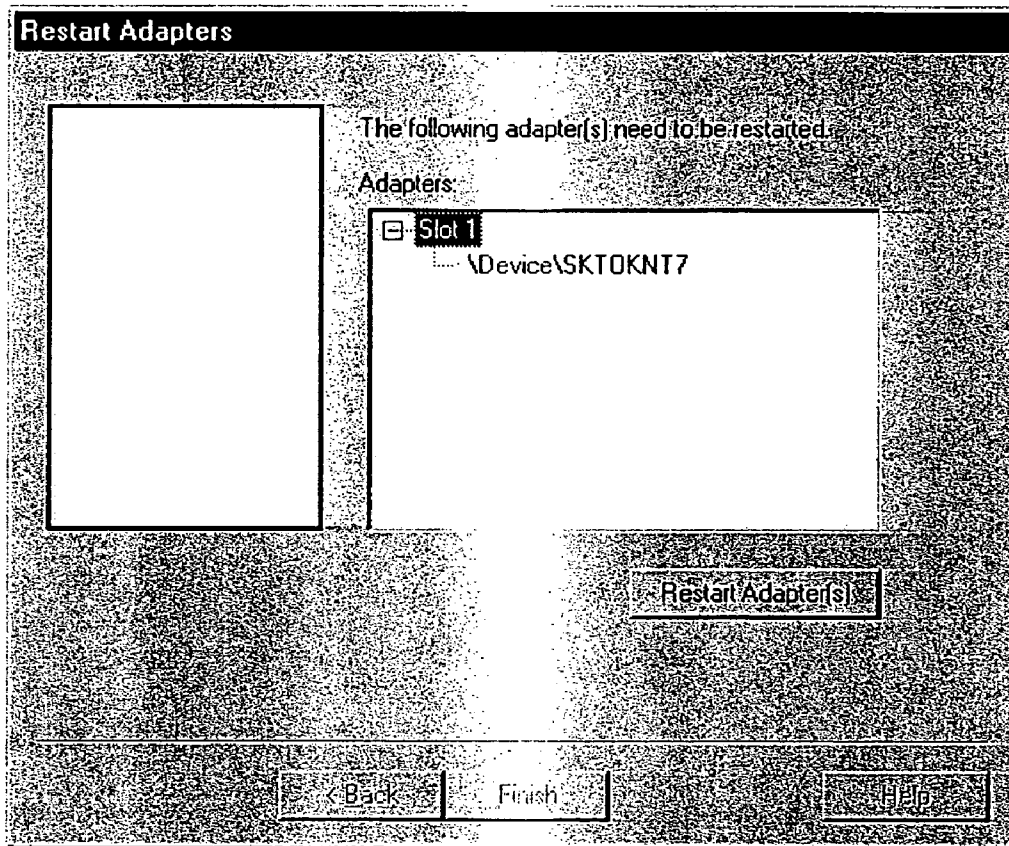 Restart Adapters
The following adapter(s) need to be restarted.
Adapters:
Slot 1
\Device\SKTOKNT7
Restart Adapter(s)
< Back
Finish
Help